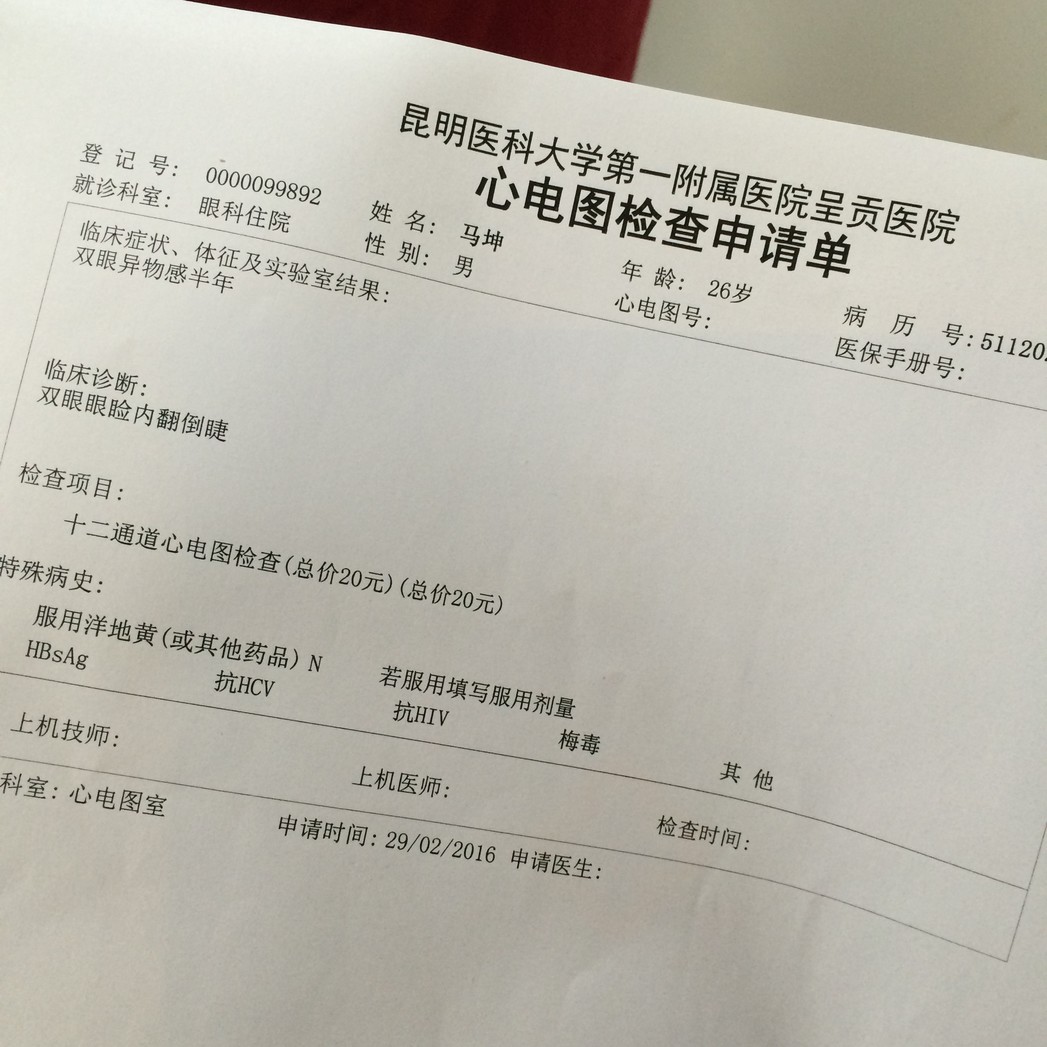 昆明医科大学第一附属医院呈贡医院
心电图检查申请单
登记号: 0000099892 姓名: 马坤 年龄: 26岁 病历号:51120
就诊科室: 眼科住院 性别: 男 心电图号: 医保手册号:
临床症状、体征及实验室结果:
双眼异物感半年
临床诊断:
双眼眼睑内翻倒睫
检查项目:
十二通道心电图检查(总价20元)(总价20元)
特殊病史:
服用洋地黄(或其他药品) N 若服用填写服用剂量
HBsAg 抗HCV 抗HIV 梅毒 其他
上机技师: 上机医师: 检查时间:
科室: 心电图室 申请时间: 29/02/2016 申请医生: